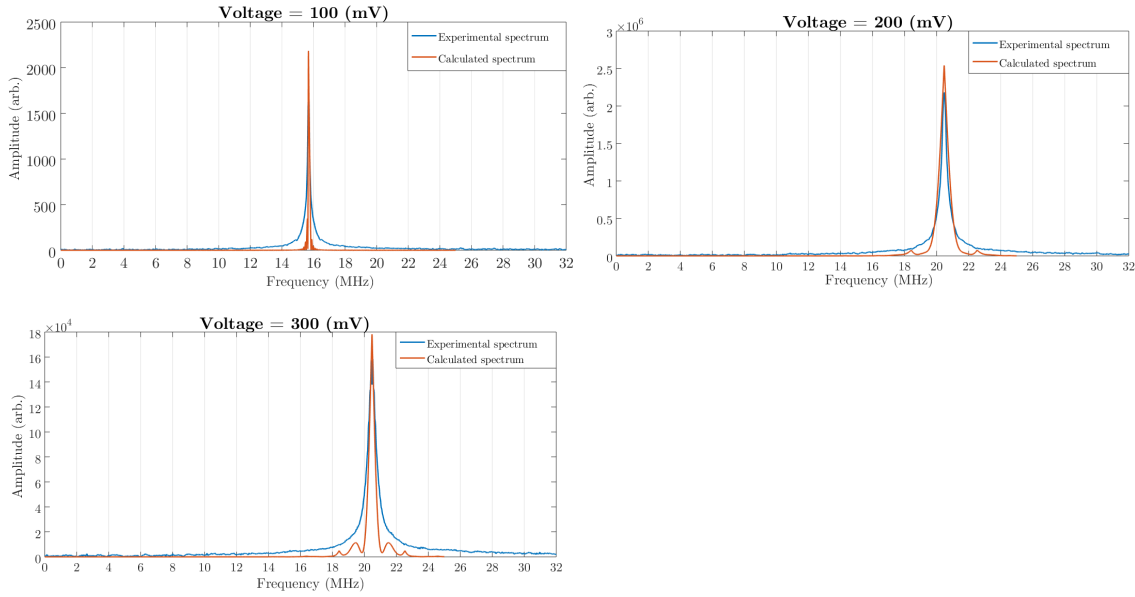 Voltage = 100 (mV)
2500
2000
1500
1000
500
0
Amplitude (arb.)
Experimental spectrum
Calculated spectrum
0 2 4 6 8 10 12 14 16 18 20 22 24 26 28 30 32
Frequency (MHz)
Voltage = 200 (mV)
×10⁶
3
2.5
2
1.5
1
0.5
0
Amplitude (arb.)
Experimental spectrum
Calculated spectrum
0 2 4 6 8 10 12 14 16 18 20 22 24 26 28 30 32
Frequency (MHz)
Voltage = 300 (mV)
×10⁴
18
16
14
12
10
8
6
4
2
0
Amplitude (arb.)
Experimental spectrum
Calculated spectrum
0 2 4 6 8 10 12 14 16 18 20 22 24 26 28 30 32
Frequency (MHz)